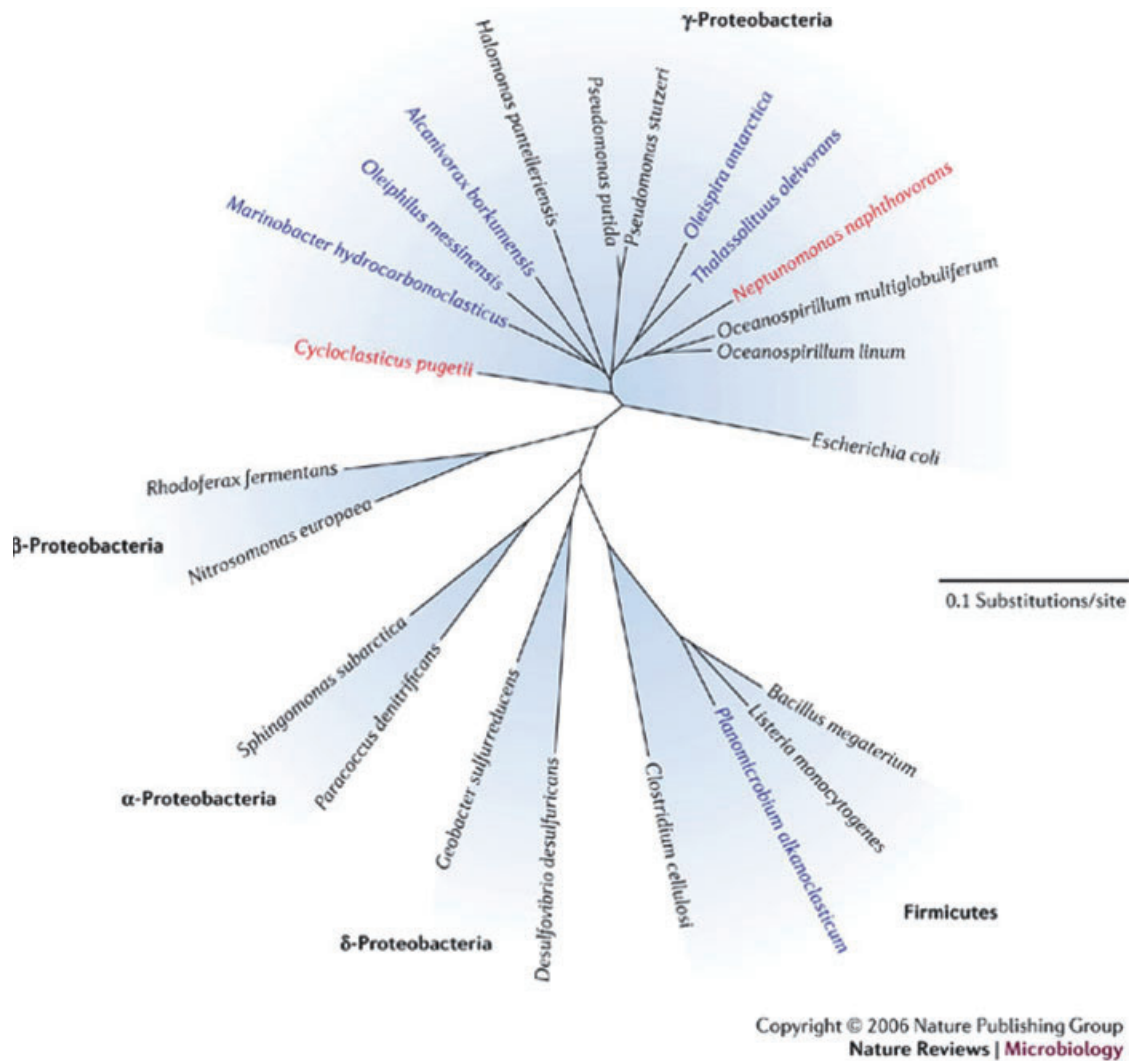 γ-Proteobacteria
Halomonas pantelleriensis
Pseudomonas putida
Pseudomonas stutzeri
Oleispira antarctica
Thalassolituus oleivorans
Neptunomonas naphthovorans
Oceanospirillum multiglobuliferum
Oceanospirillum linum
Escherichia coli
Alcanivorax borkumensis
Oleiphilus messinensis
Marinobacter hydrocarbonoclasticus
Cycloclasticus pugetii
Rhodoferax fermentans
Nitrosomonas europaea
β-Proteobacteria
0.1 Substitutions/site
Sphingomonas subarctica
Paracoccus denitrificans
α-Proteobacteria
Geobacter sulfurreducens
Desulfovibrio desulfuricans
δ-Proteobacteria
Clostridium cellulosi
Planomicrobium alkanoclasticum
Listeria monocytogenes
Bacillus megaterium
Firmicutes
Copyright © 2006 Nature Publishing Group
Nature Reviews | Microbiology